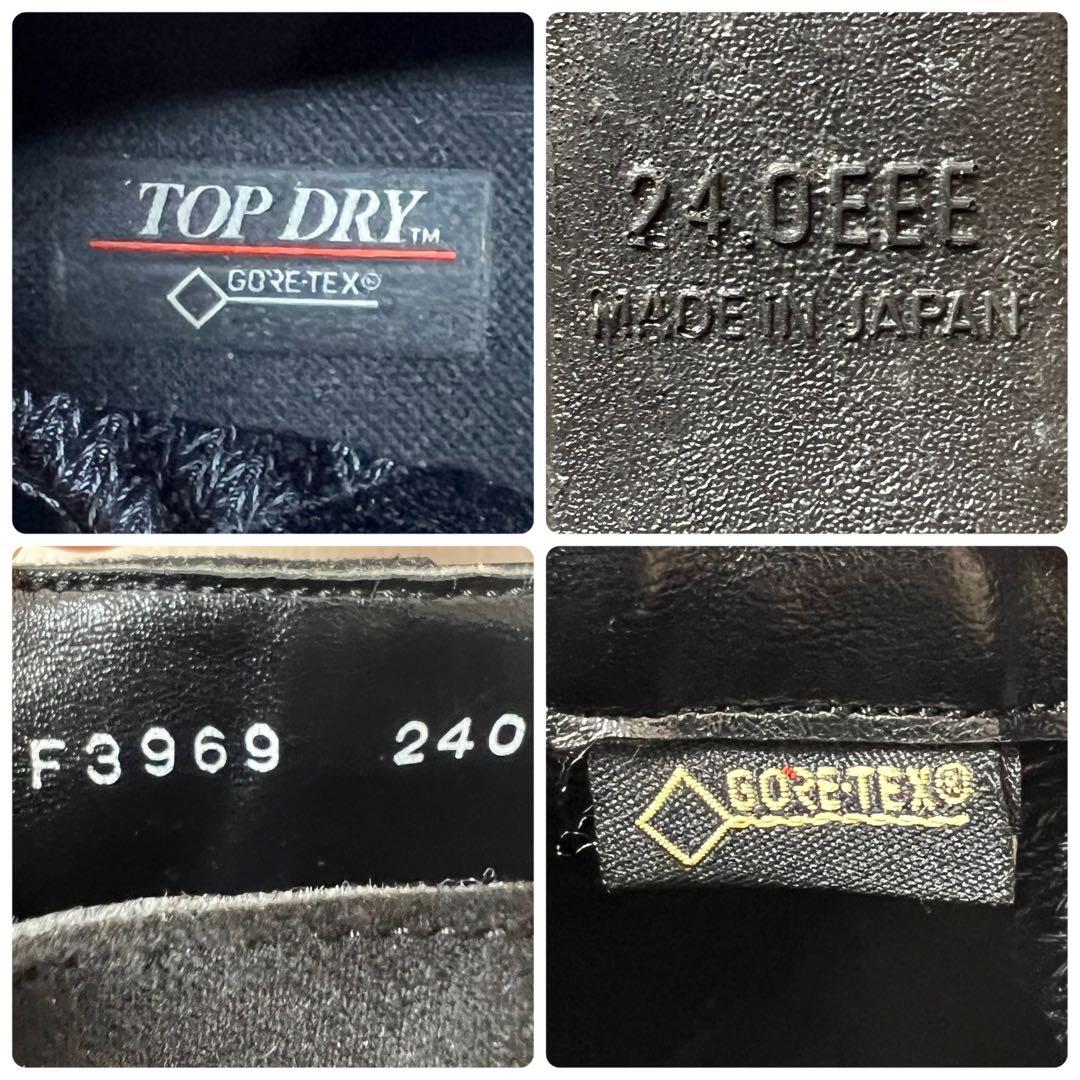 TOP DRY™
GORE-TEX®
24.0EEE
MADE IN JAPAN
F3969 240
GORE-TEX®